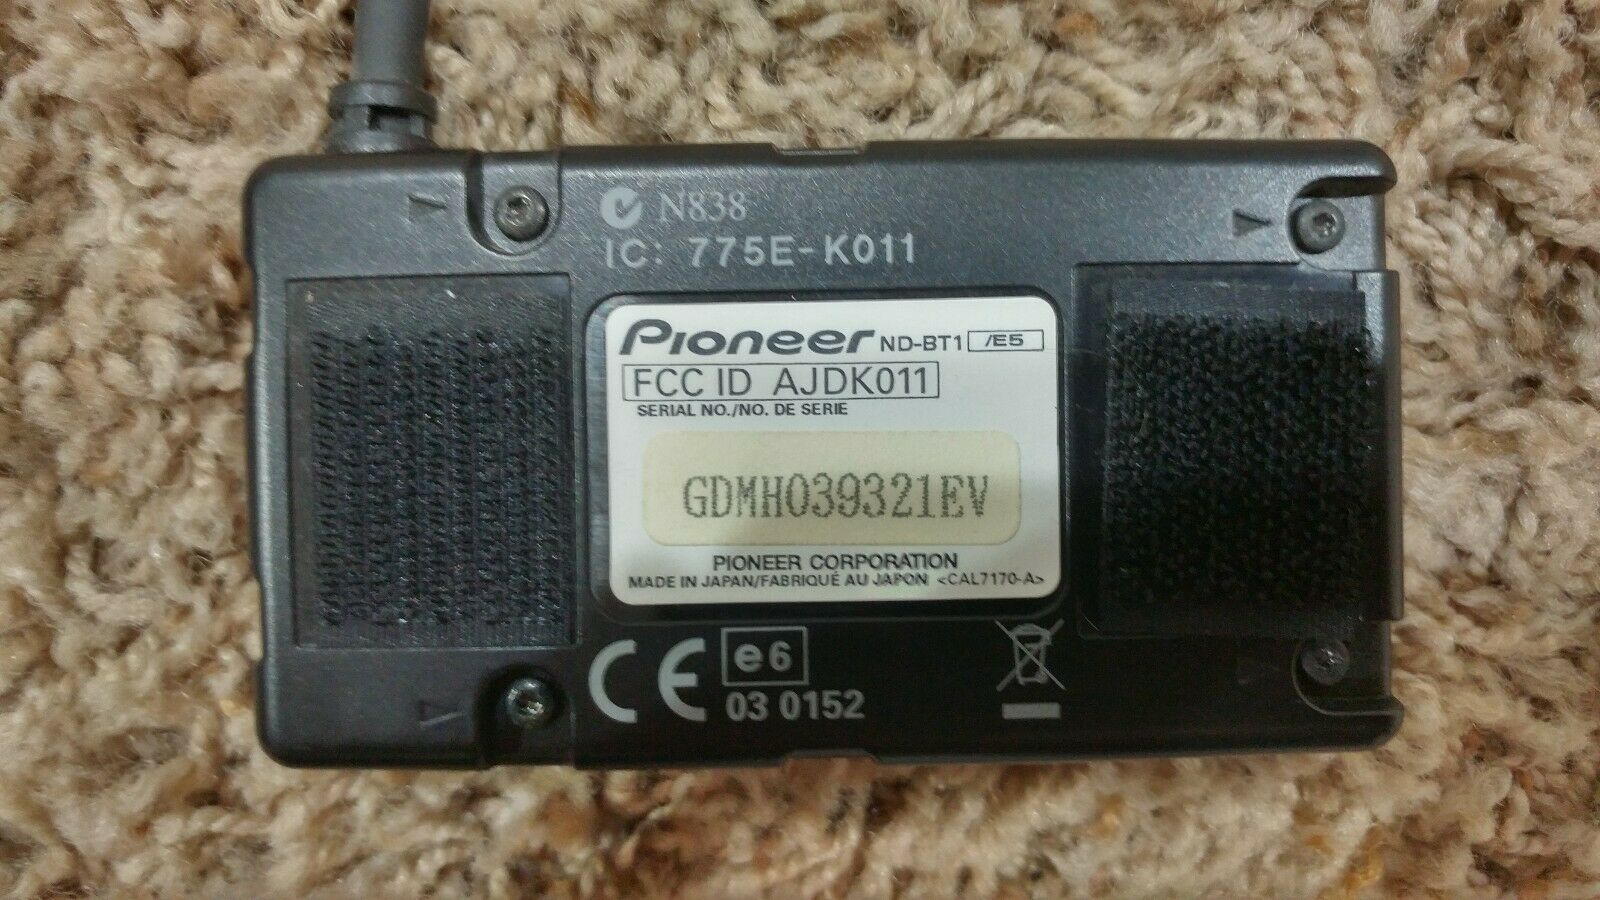 N838
IC: 775E-K011
Pioneer ND-BT1 /E5
FCC ID AJDK011
SERIAL NO./NO. DE SERIE
GDMH039321EV
PIONEER CORPORATION
MADE IN JAPAN/FABRIQUÉ AU JAPON <CAL7170-A>
CE e6
03 0152